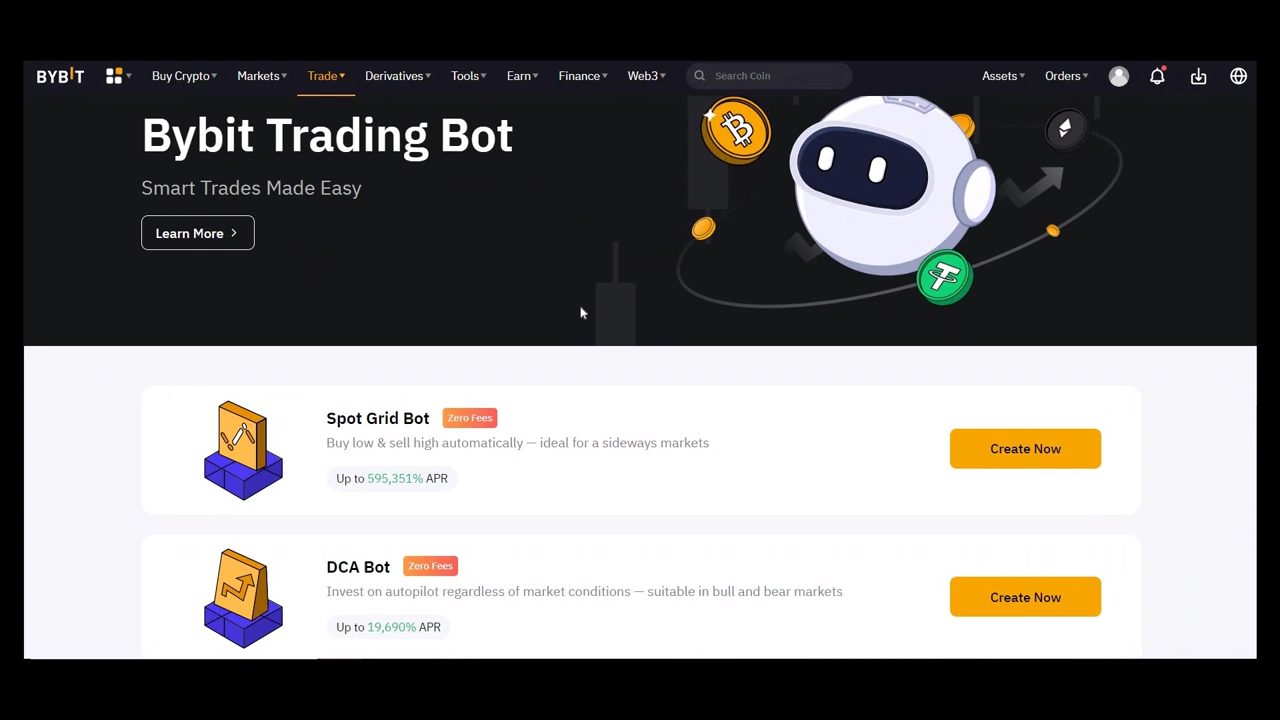 BYBIT Buy Crypto Markets Trade Derivatives Tools Earn Finance Web3 Search Coin Assets Orders
Bybit Trading Bot
Smart Trades Made Easy
Learn More
Spot Grid Bot Zero Fees
Buy low & sell high automatically — ideal for a sideways markets
Up to 595,351% APR
Create Now
DCA Bot Zero Fees
Invest on autopilot regardless of market conditions — suitable in bull and bear markets
Up to 19,690% APR
Create Now